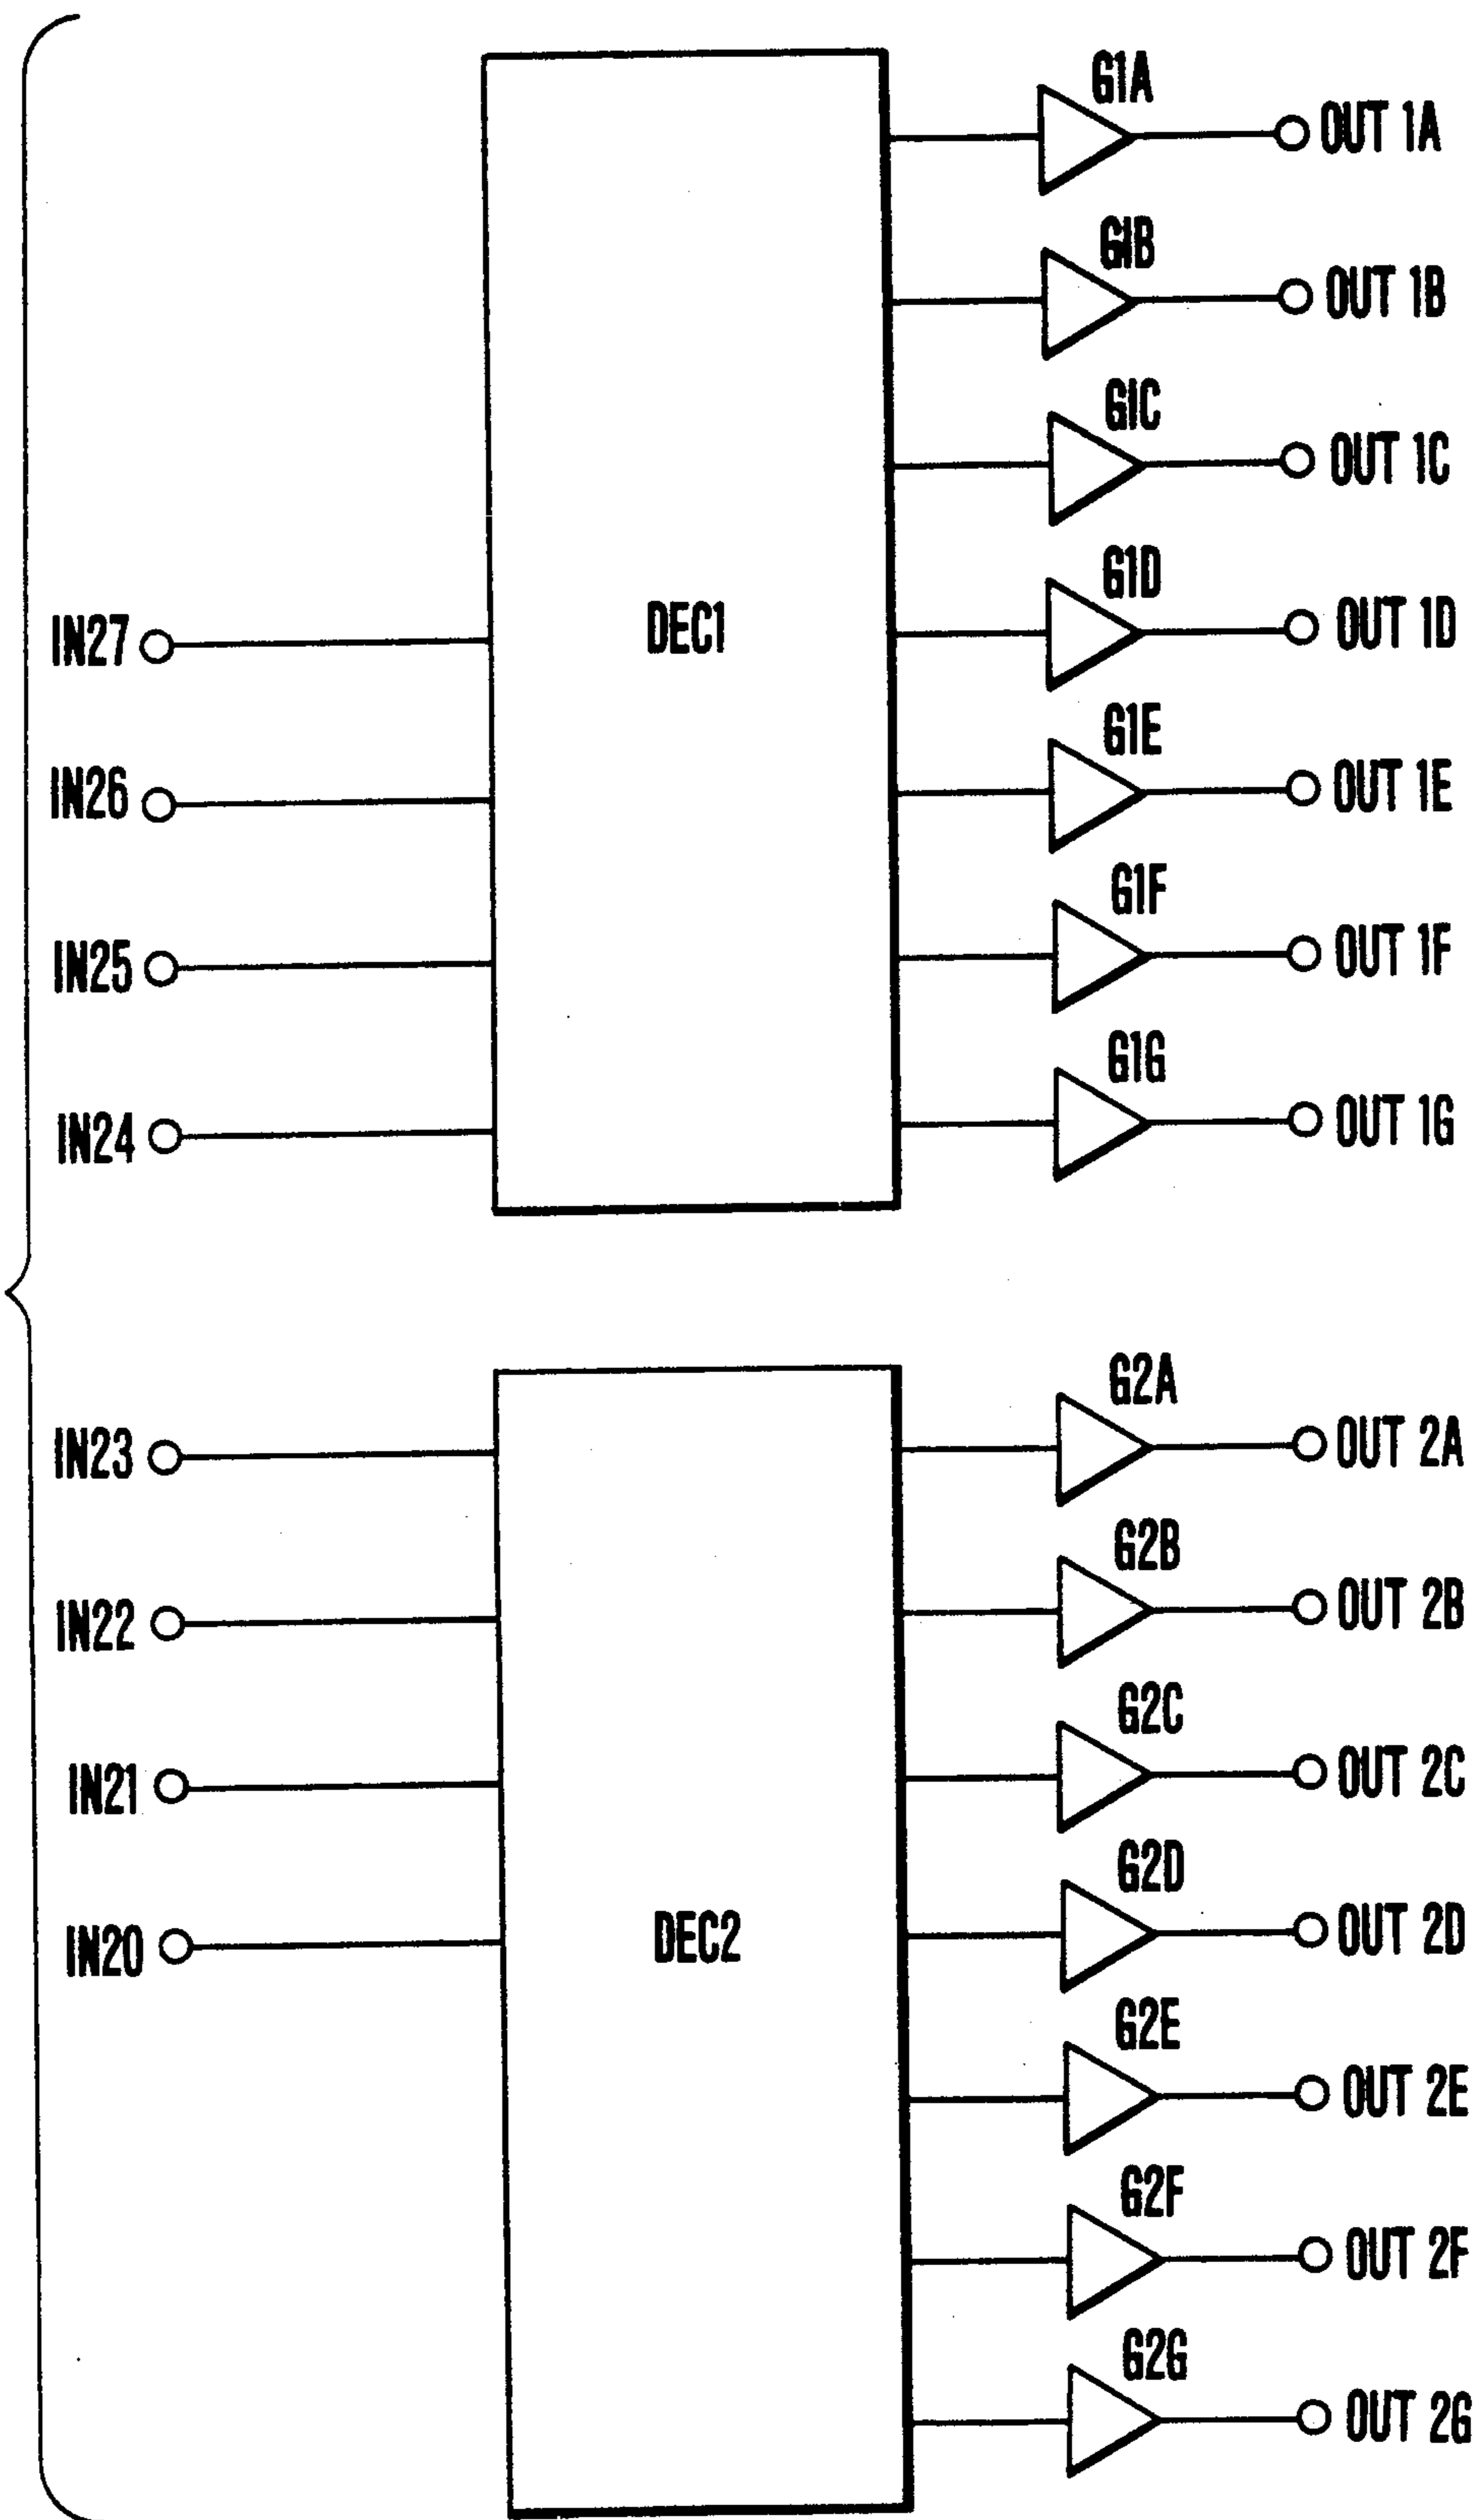 G1A
OUT 1A
G1B
OUT 1B
G1C
OUT 1C
G1D
IN27
DEC1
OUT 1D
G1E
IN26
OUT 1E
G1F
IN25
OUT 1F
G1G
IN24
OUT 1G
G2A
IN23
OUT 2A
G2B
IN22
OUT 2B
G2C
IN21
OUT 2C
G2D
IN20
DEC2
OUT 2D
G2E
OUT 2E
G2F
OUT 2F
G2G
OUT 2G